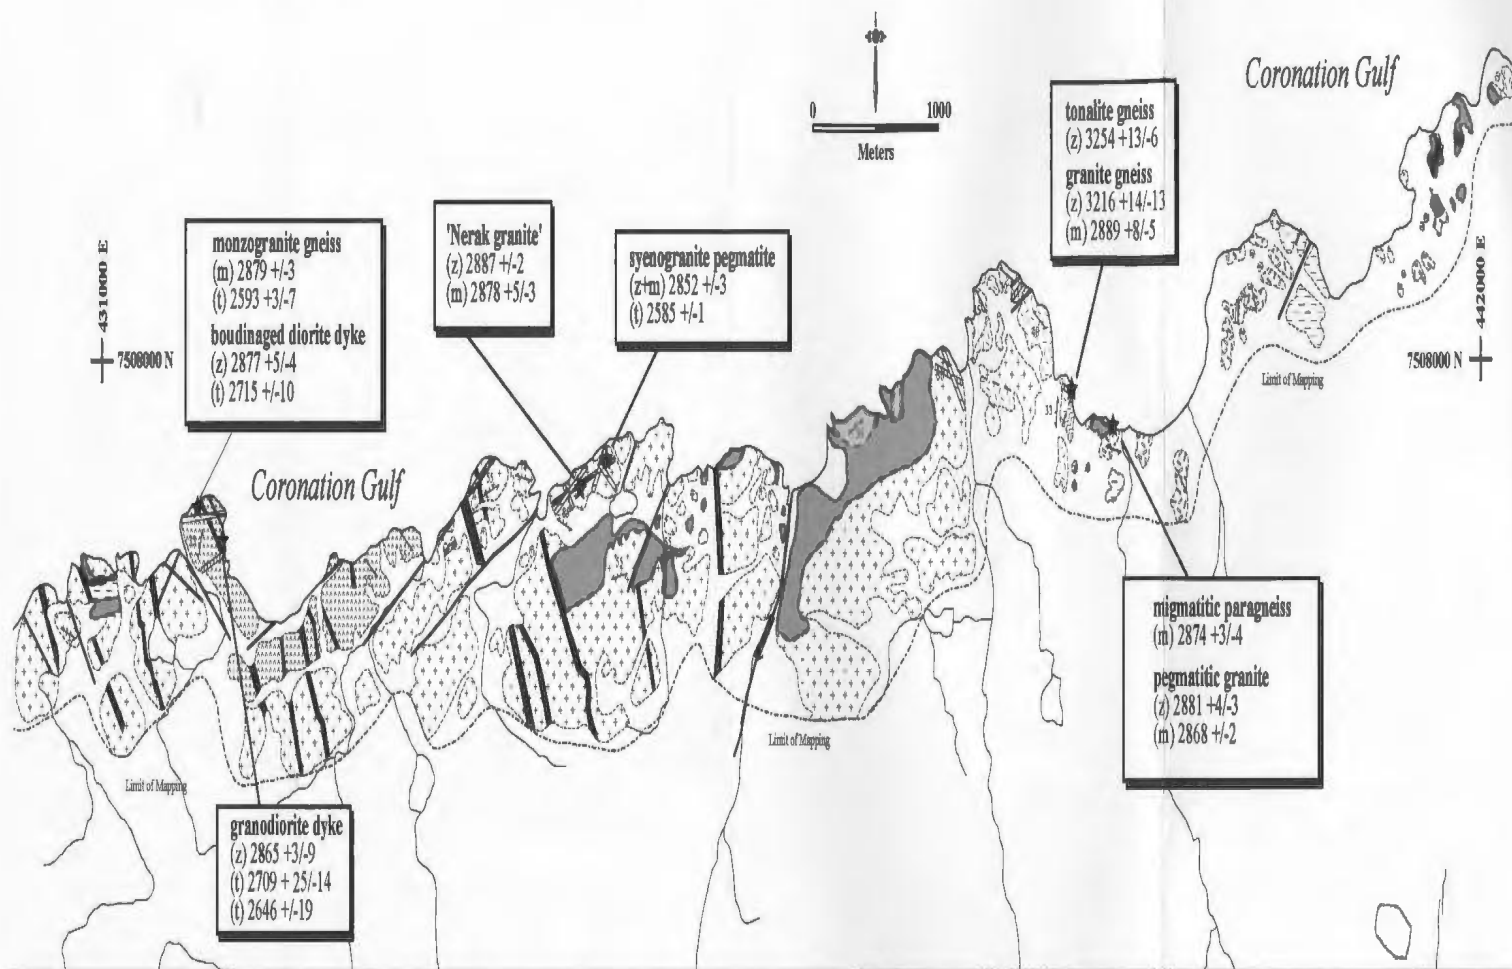 Coronation Gulf
0 1000
Meters
tonalite gneiss
(z) 3254 +13/-6
granite gneiss
(z) 3216 +14/-13
(m) 2889 +8/-5
'Nerak granite'
(z) 2887 +/-2
(m) 2878 +5/-3
monzogranite gneiss
(m) 2879 +/-3
(t) 2593 +3/-7
boudinaged diorite dyke
(z) 2877 +5/-4
(t) 2715 +/-10
syenogranite pegmatite
(z+m) 2852 +/-3
(t) 2585 +/-1
431000 E
7508000 N
442000 E
7508000 N
Limit of Mapping
33
Coronation Gulf
migmatitic paragneiss
(m) 2874 +3/-4
pegmatitic granite
(z) 2881 +4/-3
(m) 2868 +/-2
Limit of Mapping
Limit of Mapping
granodiorite dyke
(z) 2865 +3/-9
(t) 2709 + 25/-14
(t) 2646 +/-19